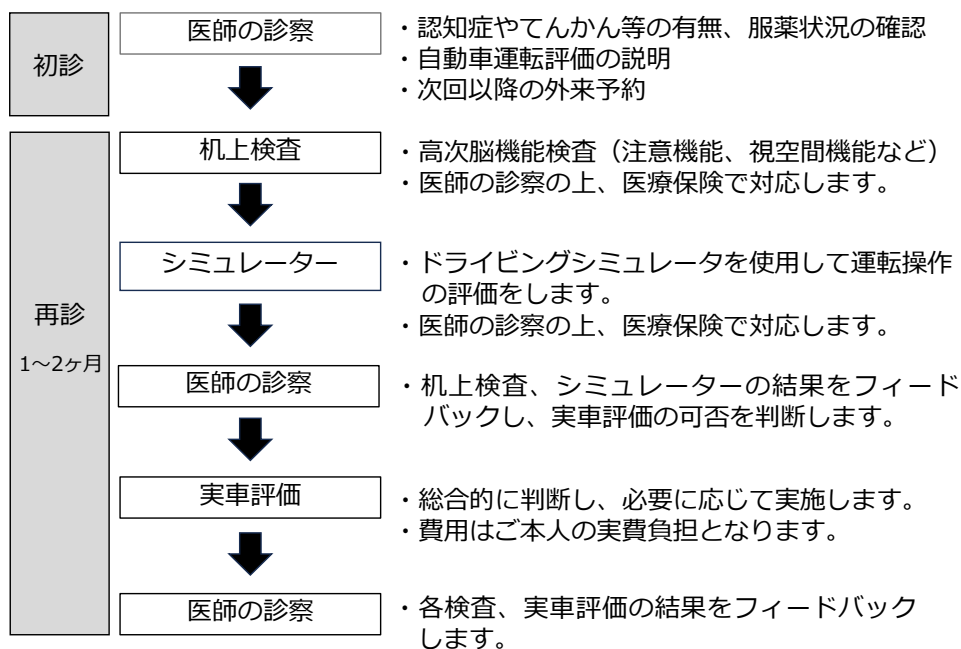 初診
医師の診察
・認知症やてんかん等の有無、服薬状況の確認
・自動車運転評価の説明
・次回以降の外来予約
再診
1～2ヶ月
机上検査
・高次脳機能検査（注意機能、視空間機能など）
・医師の診察の上、医療保険で対応します。
シミュレーター
・ドライビングシミュレータを使用して運転操作
の評価をします。
・医師の診察の上、医療保険で対応します。
医師の診察
・机上検査、シミュレーターの結果をフィード
バックし、実車評価の可否を判断します。
実車評価
・総合的に判断し、必要に応じて実施します。
・費用はご本人の実費負担となります。
医師の診察
・各検査、実車評価の結果をフィードバック
します。